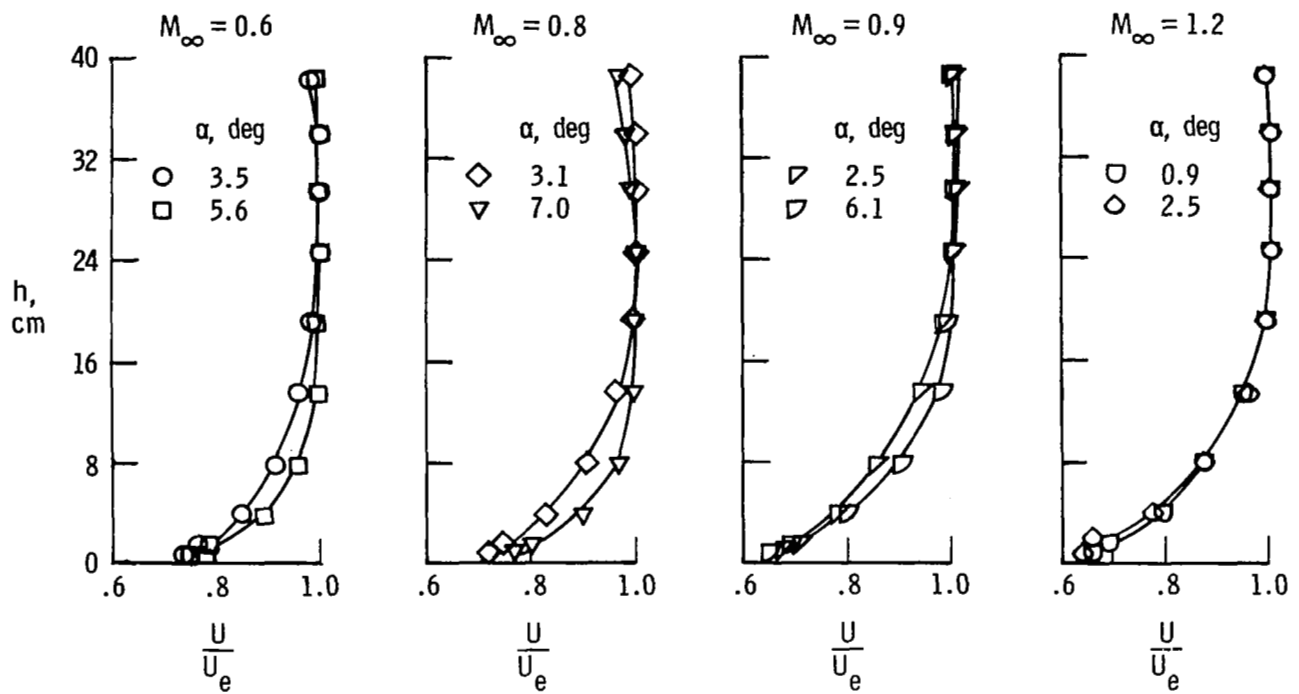 M∞ = 0.6
M∞ = 0.8
M∞ = 0.9
M∞ = 1.2
h, cm
40
32
24
16
8
0
α, deg
3.5
5.6
α, deg
3.1
7.0
α, deg
2.5
6.1
α, deg
0.9
2.5
.6 .8 1.0
.6 .8 1.0
.6 .8 1.0
.6 .8 1.0
U/Ue
U/Ue
U/Ue
U/Ue